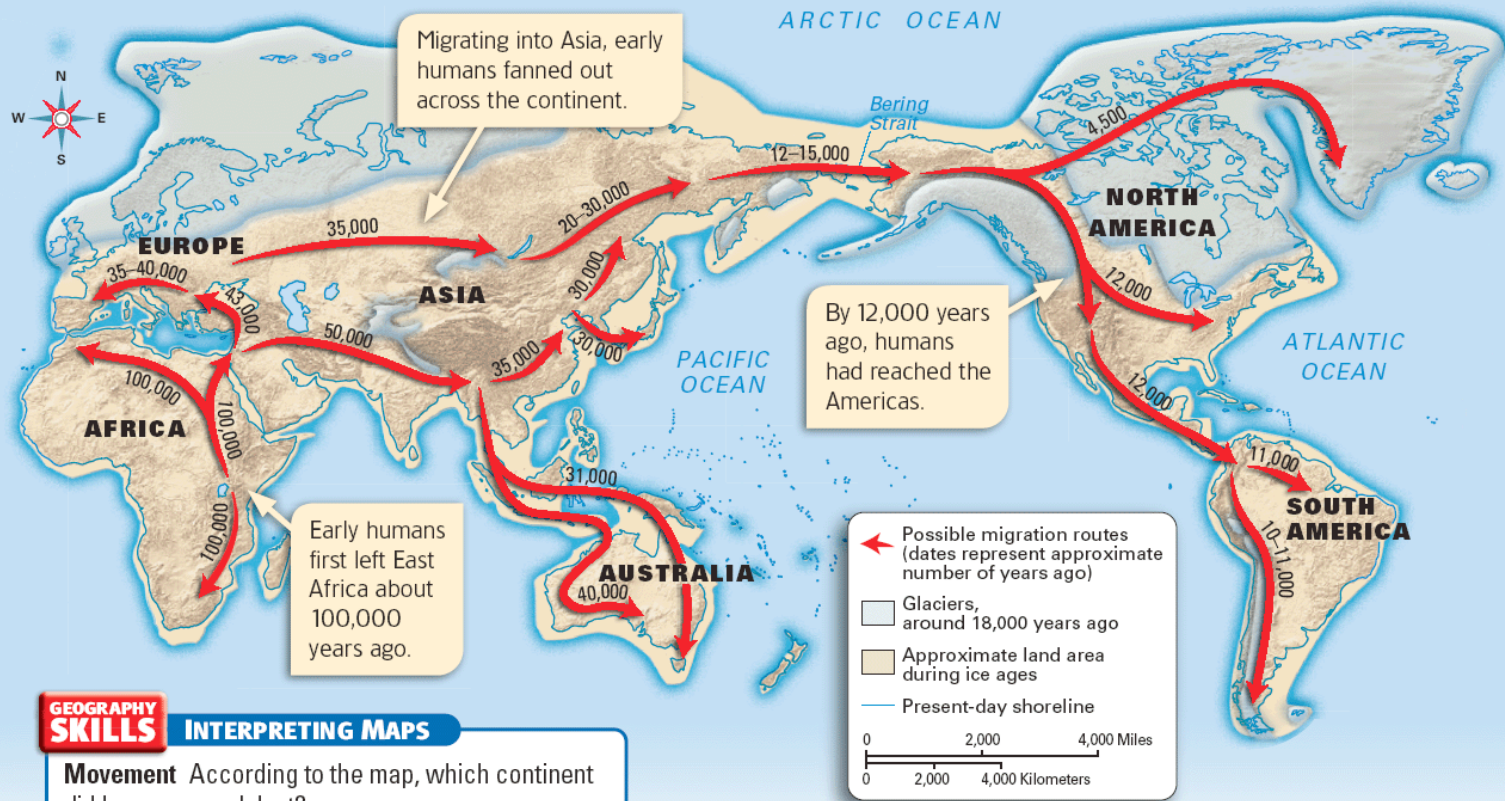 ARCTIC OCEAN
Migrating into Asia, early
humans fanned out
across the continent.
N
W
E
S
Bering
Strait
4,500
12–15,000
20–30,000
35,000
NORTH
AMERICA
EUROPE
35–40,000
43,000
ASIA
30,000
12,000
50,000
35,000
30,000
PACIFIC
OCEAN
By 12,000 years
ago, humans
had reached the
Americas.
ATLANTIC
OCEAN
100,000
100,000
AFRICA
12,000
11,000
SOUTH
AMERICA
10–11,000
31,000
100,000
Early humans
first left East
Africa about
100,000
years ago.
AUSTRALIA
40,000
Possible migration routes
(dates represent approximate
number of years ago)
Glaciers,
around 18,000 years ago
Approximate land area
during ice ages
Present-day shoreline
0 2,000 4,000 Miles
0 2,000 4,000 Kilometers
GEOGRAPHY
SKILLS
INTERPRETING MAPS
Movement According to the map, which continent